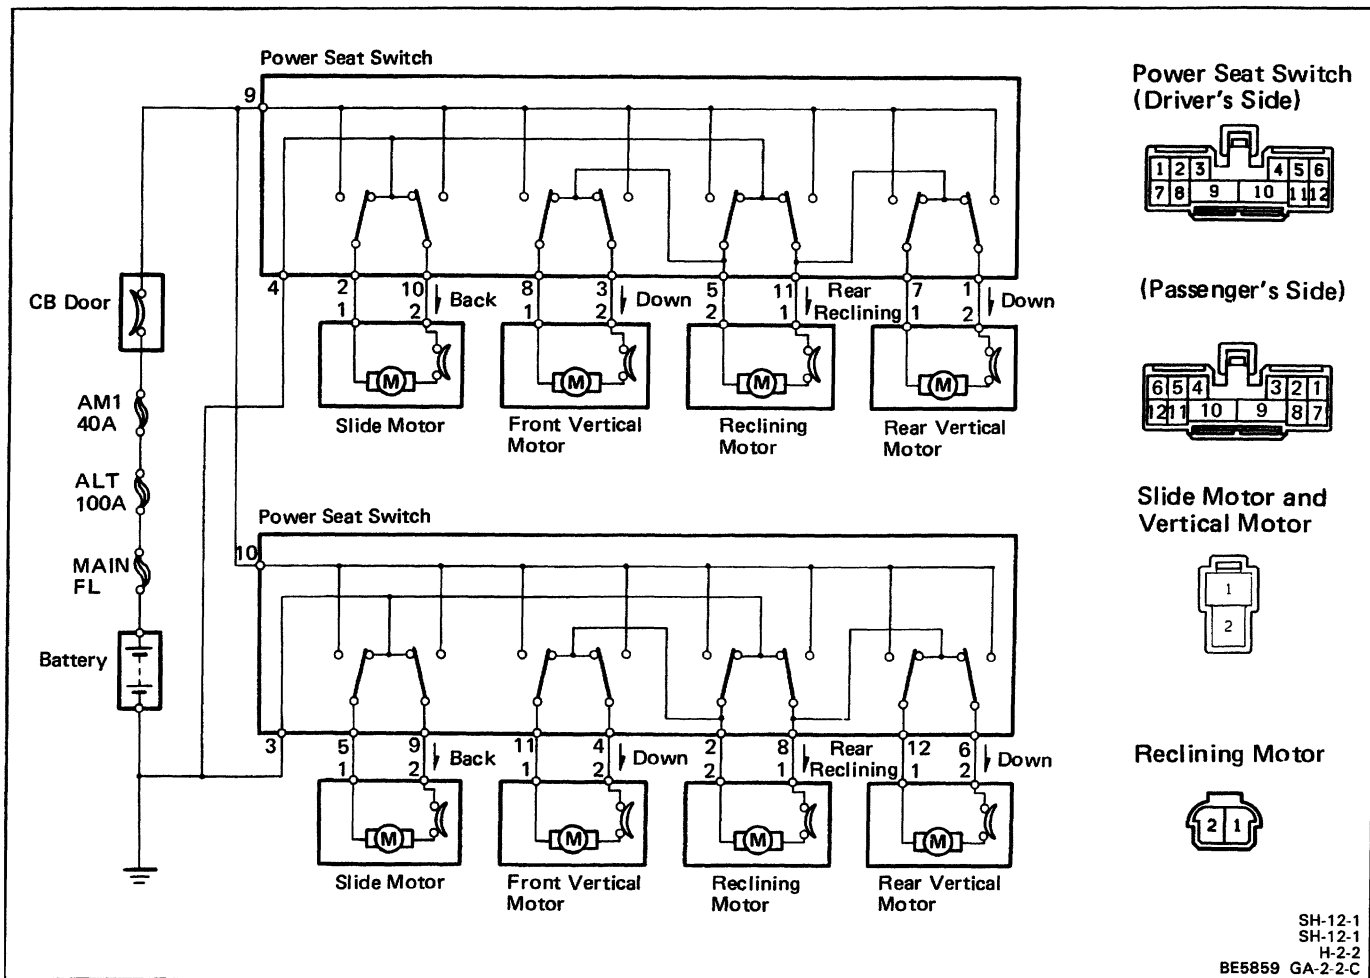 Power Seat Switch
9
4 2 10 8 3 5 11 7 1
Back Down Rear Reclining Down
1 2 1 2 2 1 1 2
M M M M
Slide Motor
Front Vertical
Motor
Reclining
Motor
Rear Vertical
Motor
CB Door
AM1
40A
ALT
100A
MAIN
FL
Battery
Power Seat Switch
10
3 5 9 11 4 2 8 12 6
Back Down Rear Reclining Down
1 2 1 2 2 1 1 2
M M M M
Slide Motor
Front Vertical
Motor
Reclining
Motor
Rear Vertical
Motor
Power Seat Switch
(Driver's Side)
1 2 3 4 5 6
7 8 9 10 11 12
(Passenger's Side)
6 5 4 3 2 1
12 11 10 9 8 7
Slide Motor and
Vertical Motor
1
2
Reclining Motor
2 1
SH-12-1
SH-12-1
H-2-2
BE5859 GA-2-2-C